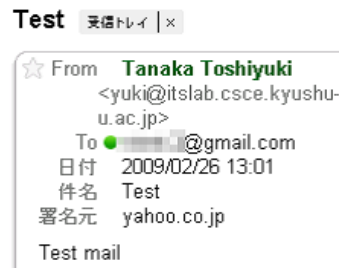 Test 受信トレイ ×
From Tanaka Toshiyuki
<yuki@itslab.csce.kyushu-
u.ac.jp>
To @gmail.com
日付 2009/02/26 13:01
件名 Test
署名元 yahoo.co.jp
Test mail